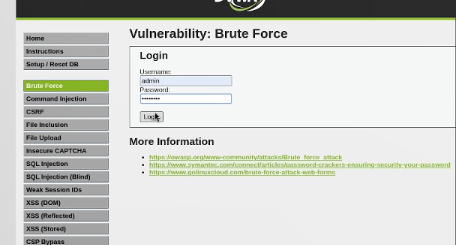 Vulnerability: Brute Force
Home
Instructions
Setup / Reset DB
Brute Force
Command Injection
CSRF
File Inclusion
File Upload
Insecure CAPTCHA
SQL Injection
SQL Injection (Blind)
Weak Session IDs
XSS (DOM)
XSS (Reflected)
XSS (Stored)
CSP Bypass
Login
Username:
admin
Password:
••••••••
Login
More Information
https://owasp.org/www-community/attacks/Brute_force_attack
https://www.symantec.com/connect/articles/password-crackers-ensuring-security-your-password
https://www.golinuxcloud.com/brute-force-attack-web-forms